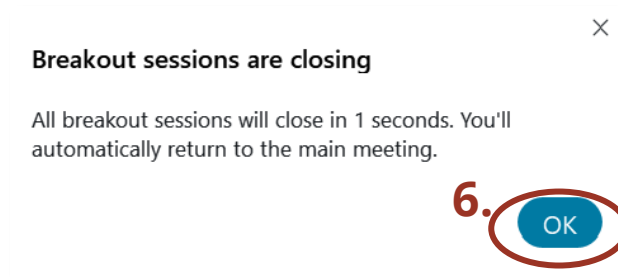 Breakout sessions are closing
All breakout sessions will close in 1 seconds. You'll
automatically return to the main meeting.
6.
OK